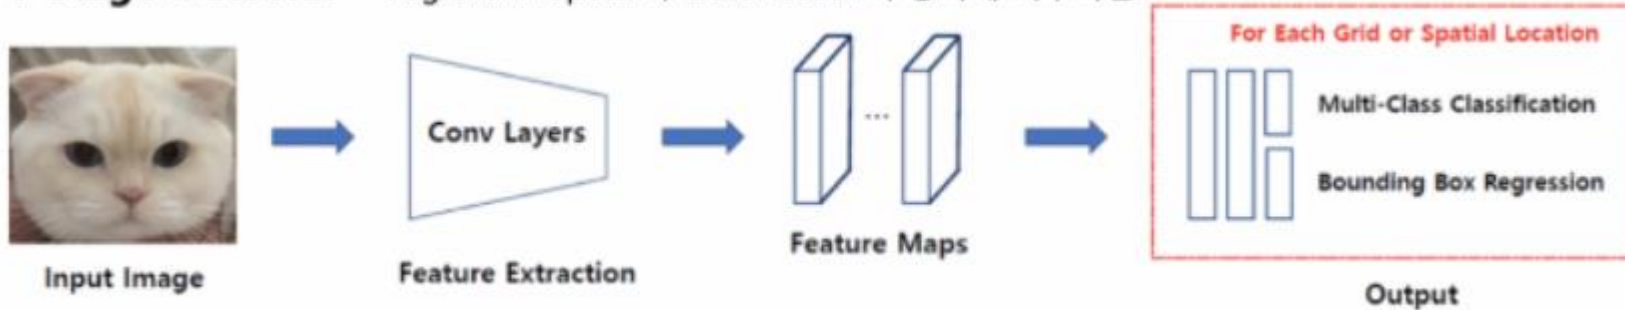 For Each Grid or Spatial Location
Conv Layers
...
Multi-Class Classification
Bounding Box Regression
Feature Maps
Input Image
Feature Extraction
Output